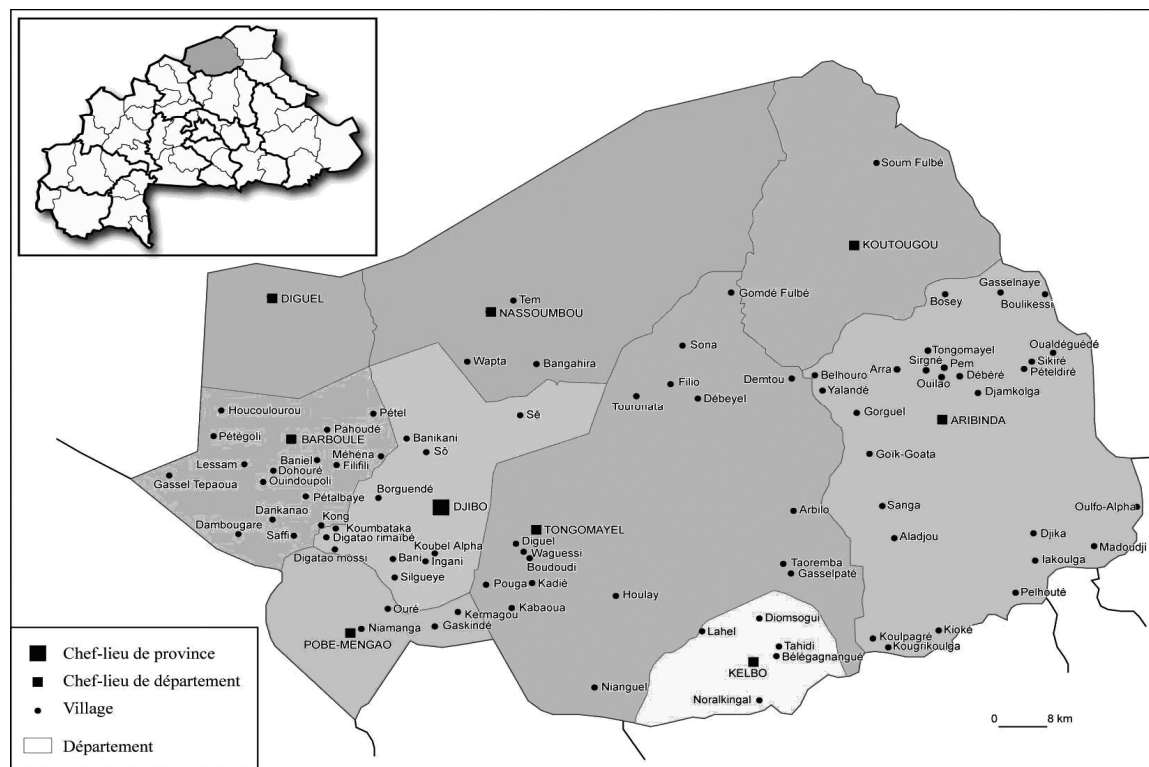 Soum Fulbé
KOUTOUGOU
Gasselnaye
Bosey
Boulikessi
DIGUEL
Tem
NASSOUMBOU
Gomdé Fulbé
Wapta
Bangahira
Sona
Tongomayel
Oualdéguédé
Sirgné
Pem
Sikiré
Arra
Ouilao
Débéré
Pételdiré
Belhouro
Demtou
Filio
Yalandé
Djamkolga
Touronata
Débeyel
Houcoulourou
Pétel
Sê
Gorguel
ARIBINDA
Pétégoli
Pahoudé
BARBOULE
Banikani
Méhéna
Sô
Lessam
Baniel
Filifili
Dohouré
Goik-Goata
Gassel Tepaoua
Ouindoupoli
Pétalbaye
Borguendé
DJIBO
Sanga
Oulfo-Alpha
Arbilo
Dankanao
Kong
Dambougare
Saffi
Koumbataka
Digatao rimaïbé
Digatao mossi
TONGOMAYEL
Diguel
Waguessi
Boudoudi
Koubel Alpha
Bani
Ingani
Silgueye
Aladjou
Djika
Madoudji
Iakoulga
Taoremba
Gasselpaté
Pouga
Kadié
Houlay
Pelhouté
Ouré
Kabaoua
Kermagou
Gaskindé
Niamanga
POBE-MENGAO
Lahel
Diomsogui
Kioké
Koulpagré
Kougrikoulga
Tahidi
Bélégagnangué
KELBO
Nianguel
Noralkingal
Chef-lieu de province
Chef-lieu de département
Village
Département
0 8 km